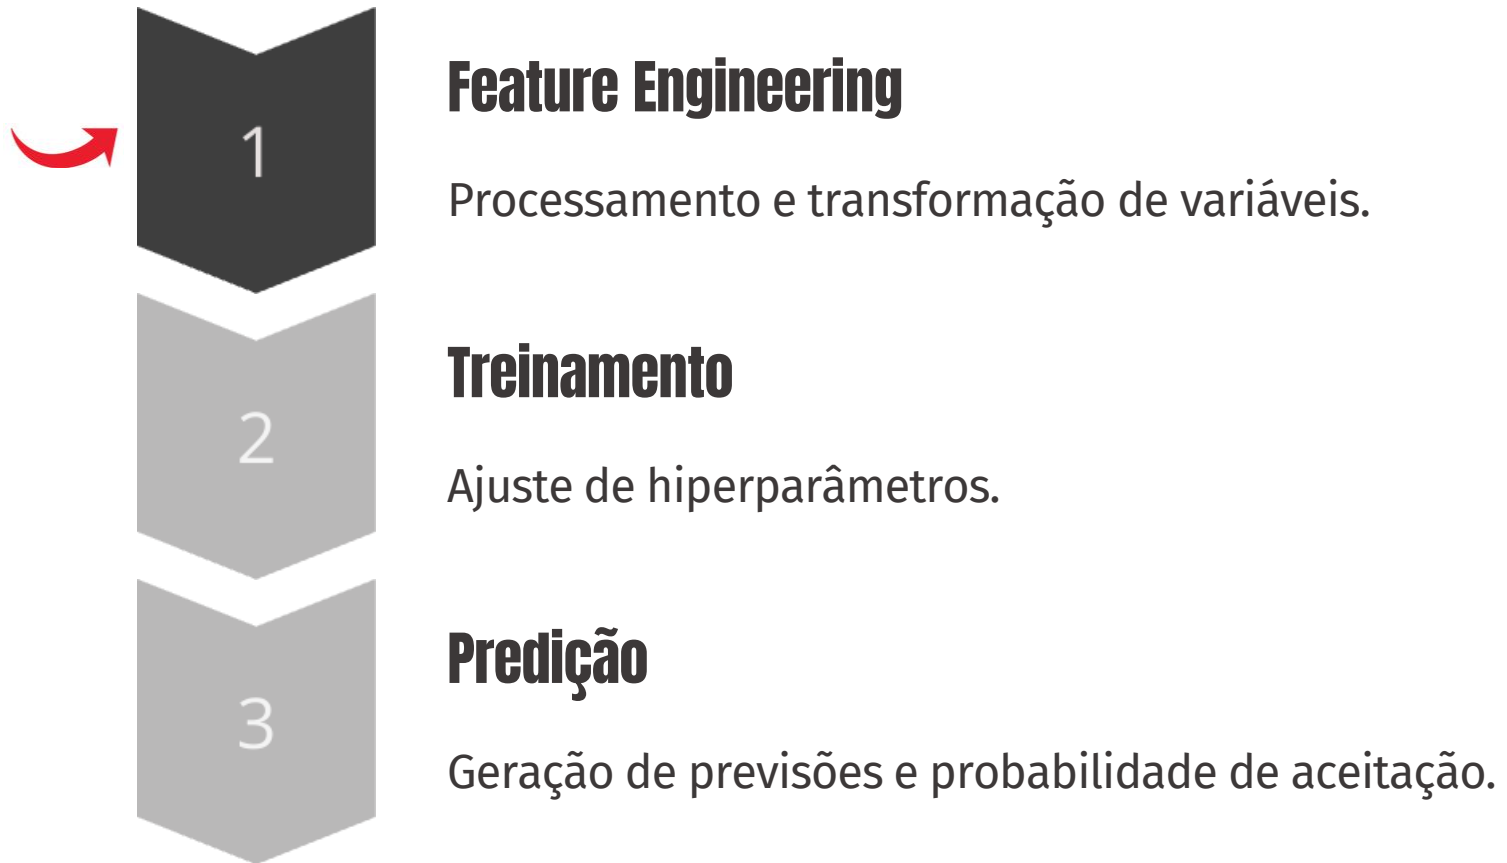 1
Feature Engineering
Processamento e transformação de variáveis.
2
Treinamento
Ajuste de hiperparâmetros.
3
Predição
Geração de previsões e probabilidade de aceitação.